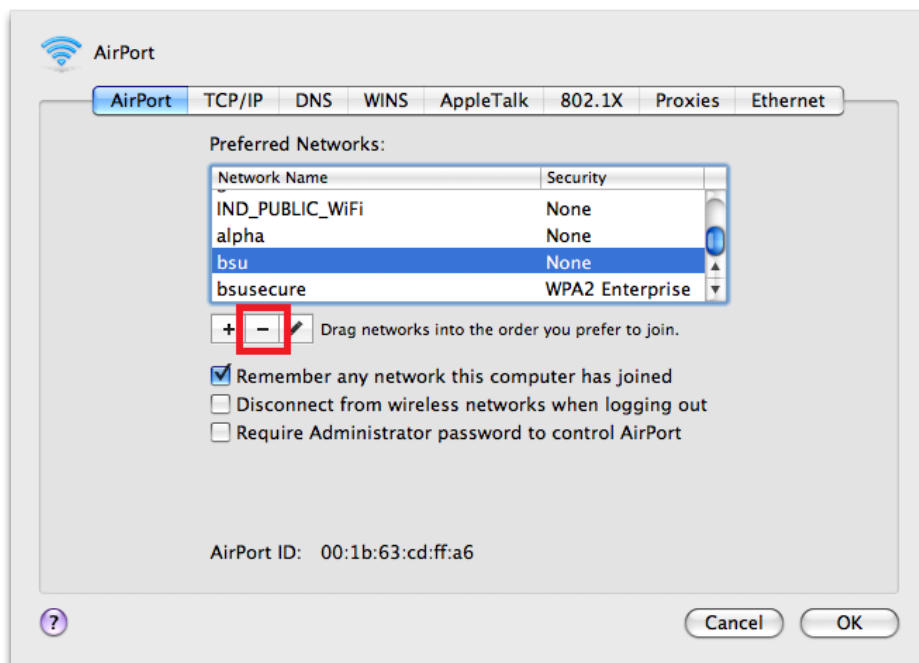 AirPort
AirPort TCP/IP DNS WINS AppleTalk 802.1X Proxies Ethernet
Preferred Networks:
Network Name Security
IND_PUBLIC_WiFi None
alpha None
bsu None
bsusecure WPA2 Enterprise
+ − Drag networks into the order you prefer to join.
Remember any network this computer has joined
Disconnect from wireless networks when logging out
Require Administrator password to control AirPort
AirPort ID: 00:1b:63:cd:ff:a6
? Cancel OK